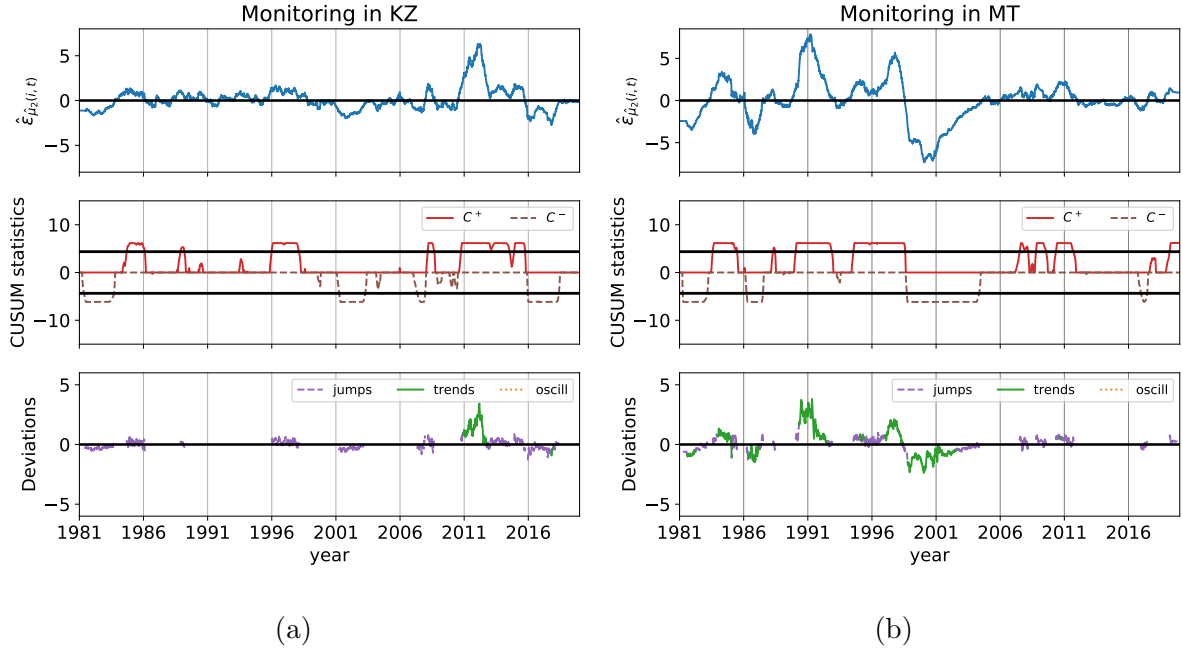 Monitoring in KZ
ε̂μ̂₂(i, t)
5
0
−5
CUSUM statistics
10
0
−10
C⁺ C⁻
Deviations
5
0
−5
jumps trends oscill
1981 1986 1991 1996 2001 2006 2011 2016
year
(a)
Monitoring in MT
ε̂μ̂₂(i, t)
5
0
−5
CUSUM statistics
10
0
−10
C⁺ C⁻
Deviations
5
0
−5
jumps trends oscill
1981 1986 1991 1996 2001 2006 2011 2016
year
(b)